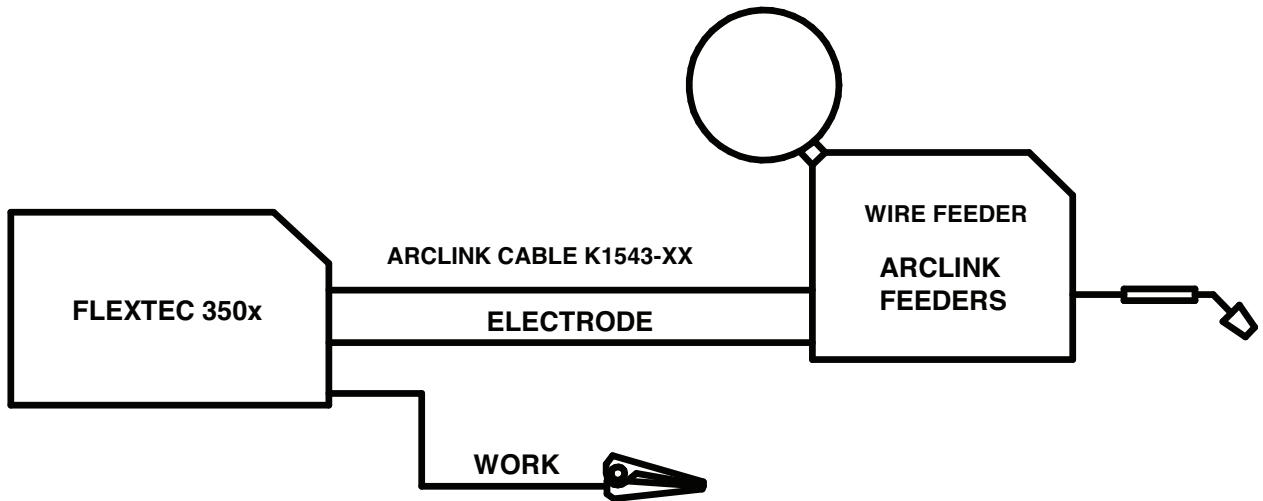 FLEXTEC 350x
ARCLINK CABLE K1543-XX
ELECTRODE
WORK
WIRE FEEDER
ARCLINK
FEEDERS